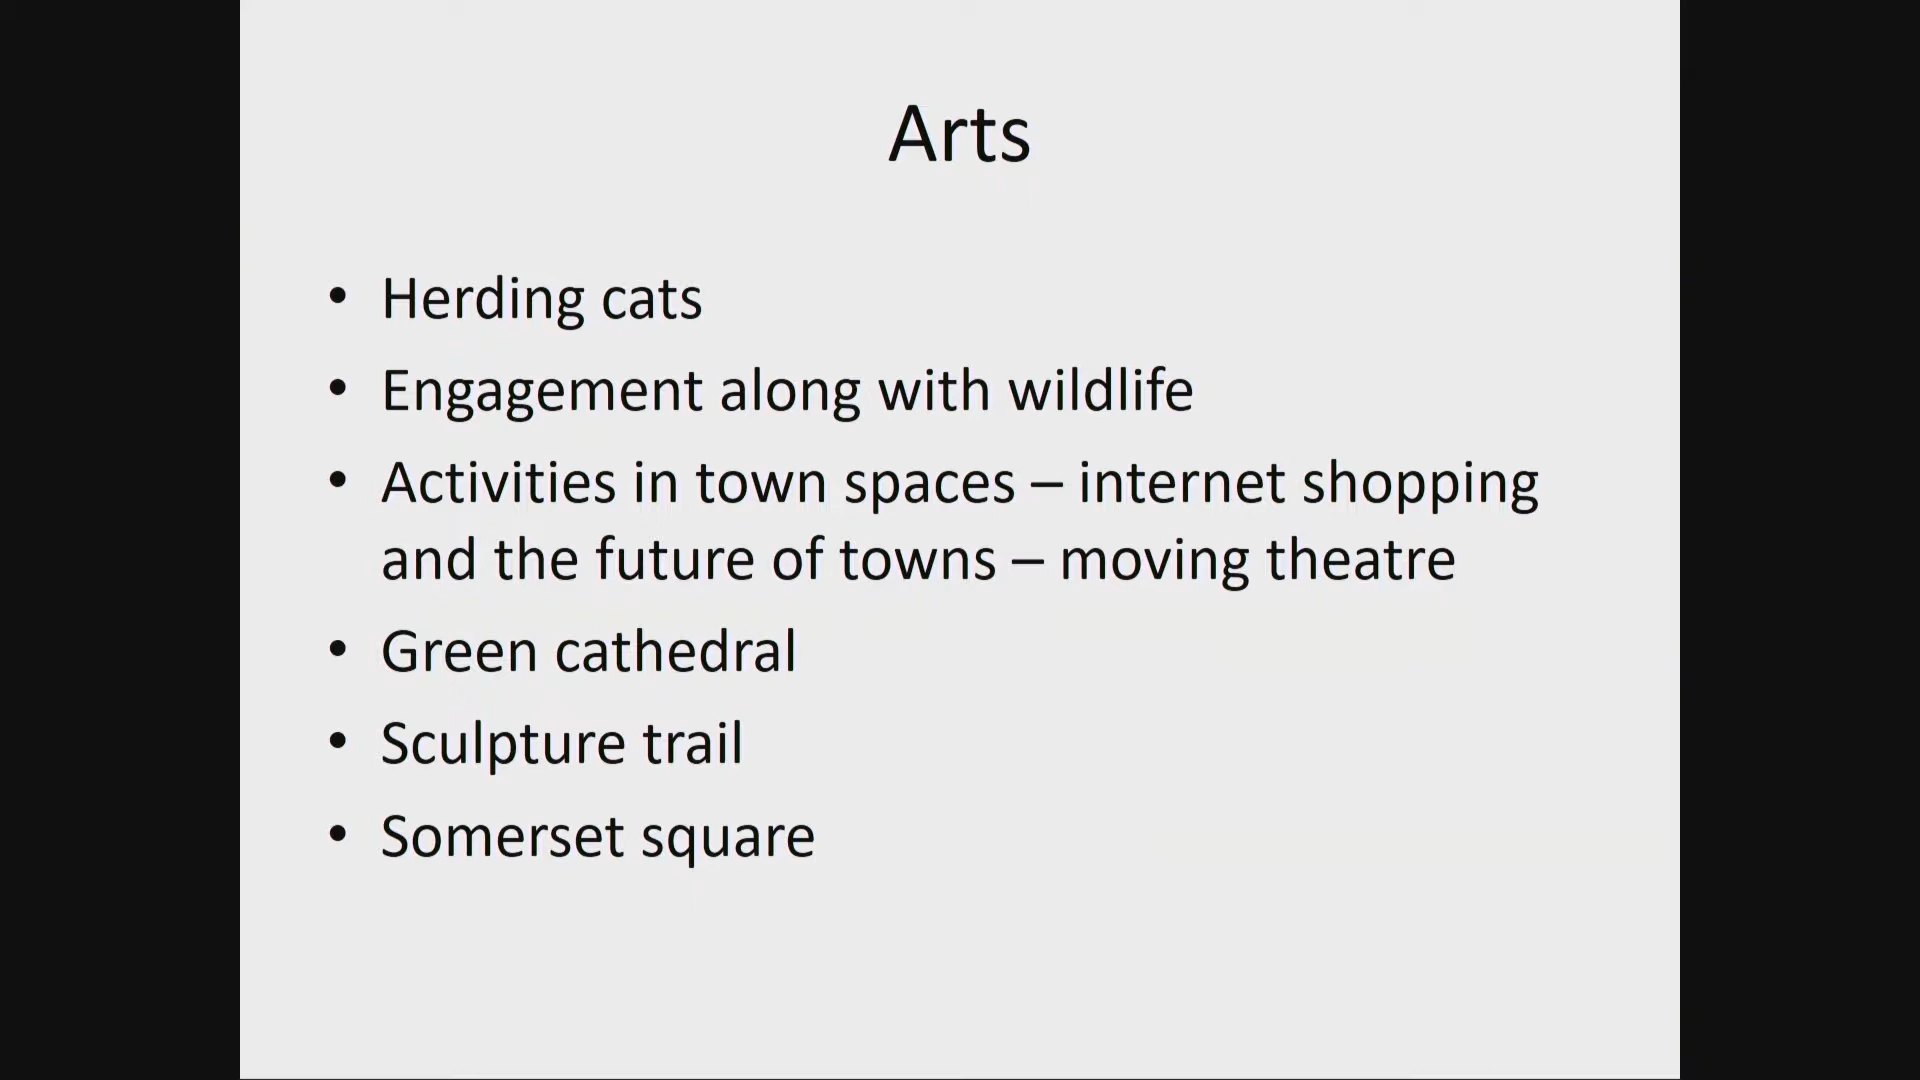 Arts
• Herding cats
• Engagement along with wildlife
• Activities in town spaces – internet shopping
and the future of towns – moving theatre
• Green cathedral
• Sculpture trail
• Somerset square